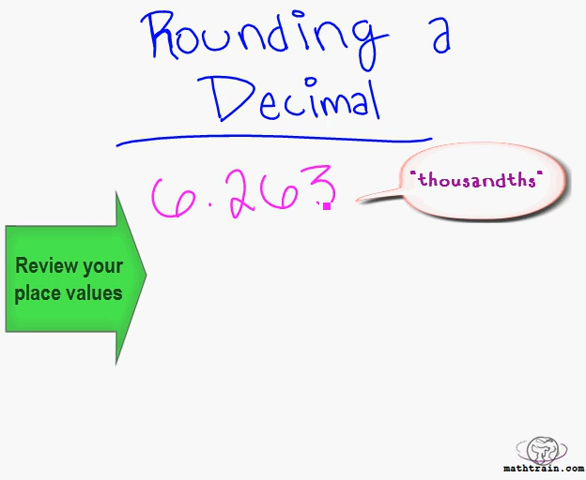 Rounding a
Decimal
6.263
"thousandths"
Review your
place values
mathtrain.com